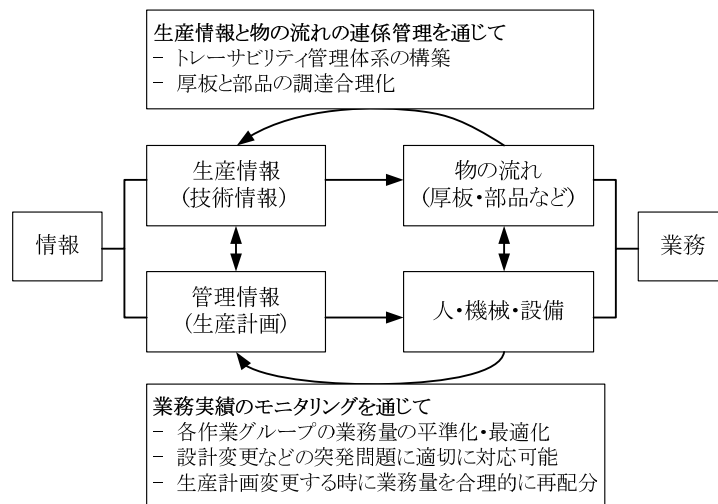 生産情報と物の流れの連係管理を通じて
− トレーサビリティ管理体系の構築
− 厚板と部品の調達合理化
生産情報
(技術情報)
物の流れ
(厚板・部品など)
情報
業務
管理情報
(生産計画)
人・機械・設備
業務実績のモニタリングを通じて
− 各作業グループの業務量の平準化・最適化
− 設計変更などの突発問題に適切に対応可能
− 生産計画変更する時に業務量を合理的に再配分